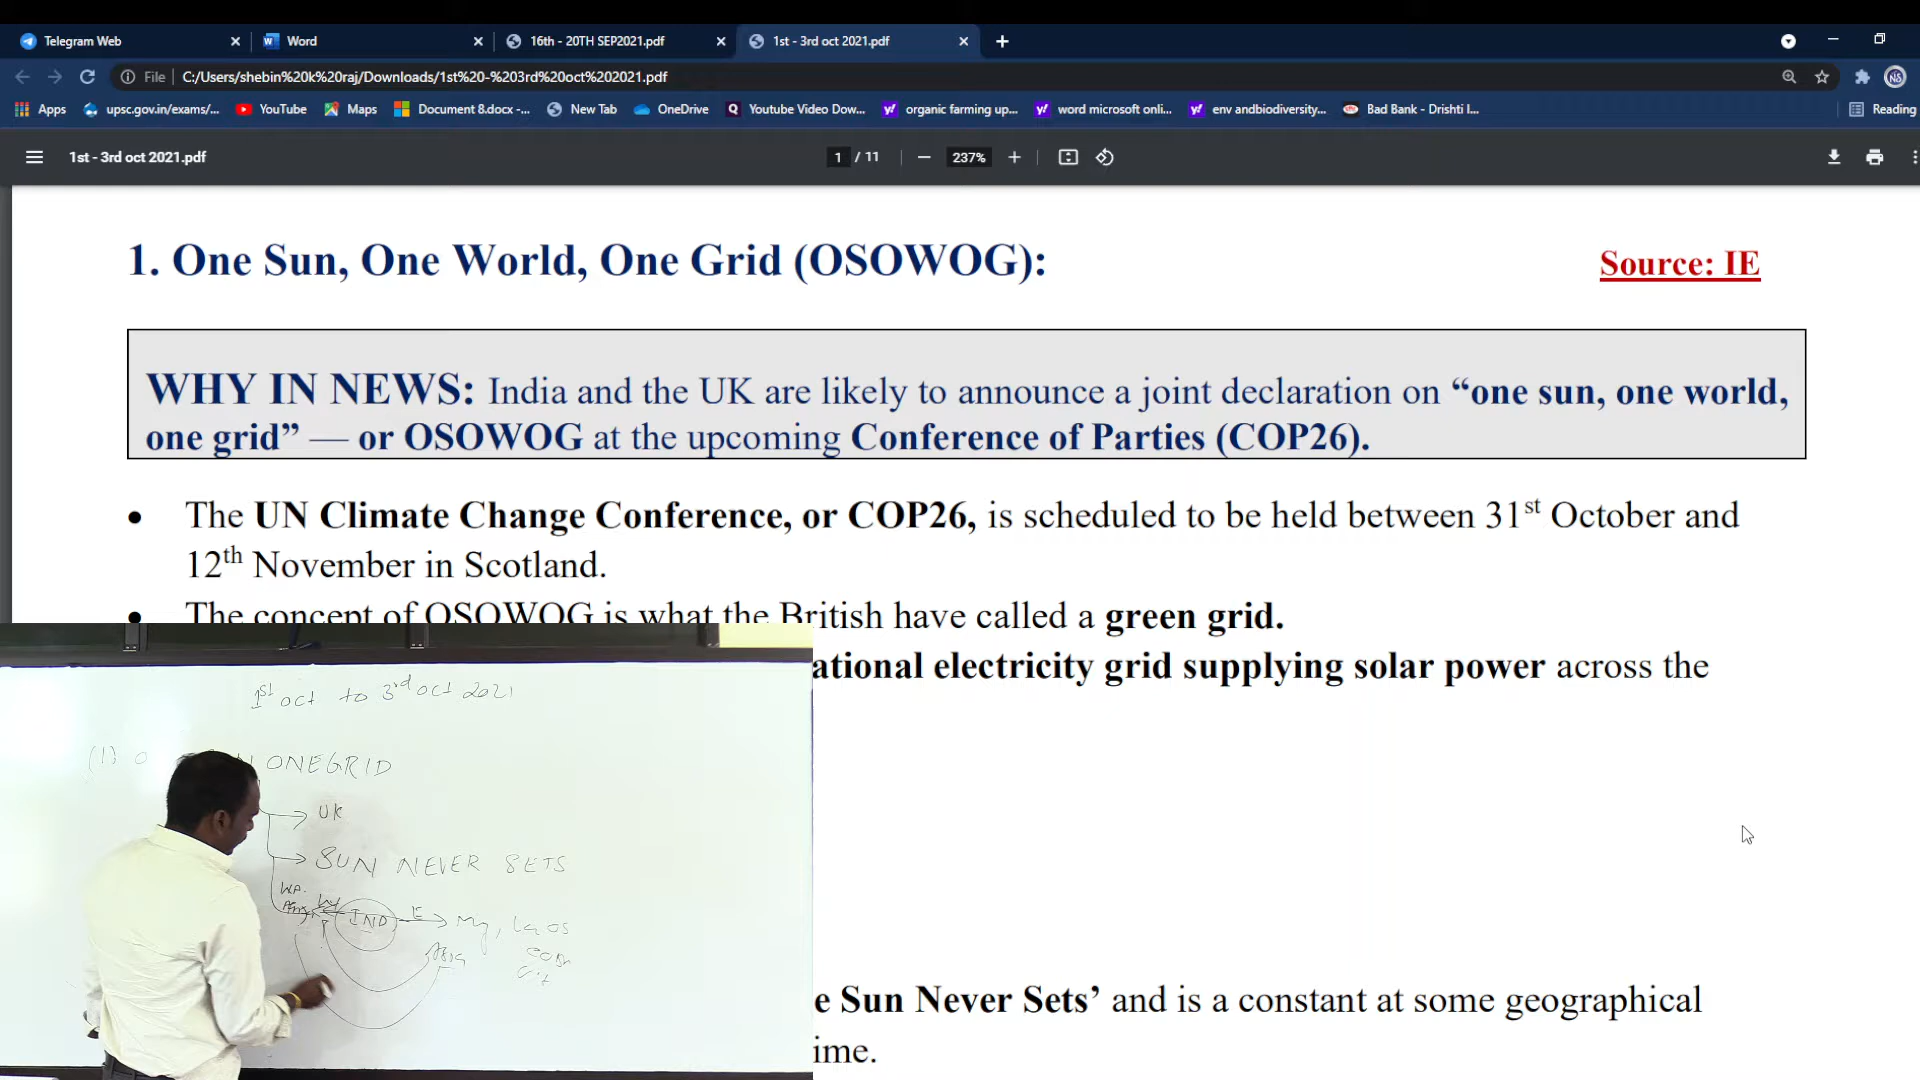 Telegram Web
Word
16th - 20TH SEP2021.pdf
1st - 3rd oct 2021.pdf
File
C:/Users/shebin%20k%20raj/Downloads/1st%20-%203rd%20oct%202021.pdf
Apps
upsc.gov.in/exams/...
YouTube
Maps
Document 8.docx -...
New Tab
OneDrive
Youtube Video Dow...
organic farming up...
word microsoft onli...
env andbiodiversity...
Bad Bank - Drishti I...
Reading
1st - 3rd oct 2021.pdf
1 / 11
237%
1. One Sun, One World, One Grid (OSOWOG):
Source: IE
WHY IN NEWS: India and the UK are likely to announce a joint declaration on “one sun, one world,
one grid” — or OSOWOG at the upcoming Conference of Parties (COP26).
• The UN Climate Change Conference, or COP26, is scheduled to be held between 31st October and
12th November in Scotland.
• The concept of OSOWOG is what the British have called a green grid.
ational electricity grid supplying solar power across the
e Sun Never Sets’ and is a constant at some geographical
ime.
1st oct to 3rd oct 2021
(1) O
N ONEGRID
UK
SUN NEVER SETS
IND
E
My, Laos